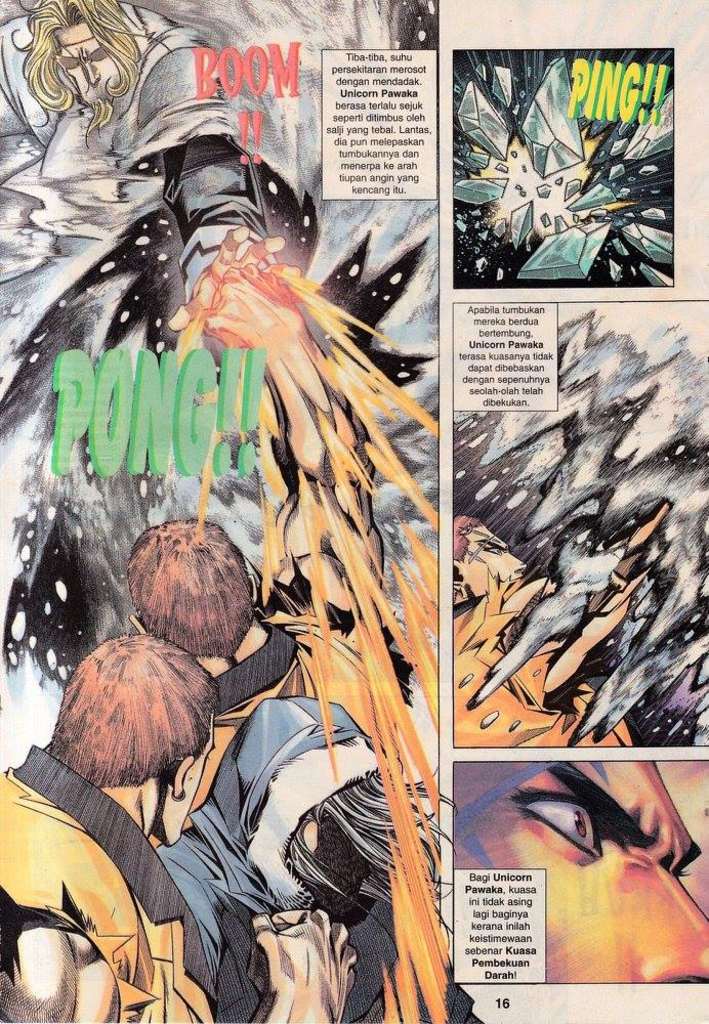 BOOM
!!
Tiba-tiba, suhu
persekitaran merosot
dengan mendadak.
Unicorn Pawaka
berasa terlalu sejuk
seperti ditimbus oleh
salji yang tebal. Lantas,
dia pun melepaskan
tumbukannya dan
menerpa ke arah
tiupan angin yang
kencang itu.
PONG!!
PING!!
Apabila tumbukan
mereka berdua
bertembung,
Unicorn Pawaka
terasa kuasanya tidak
dapat dibebaskan
dengan sepenuhnya
seolah-olah telah
dibekukan.
Bagi Unicorn
Pawaka, kuasa
ini tidak asing
lagi baginya
kerana inilah
keistimewaan
sebenar Kuasa
Pembekuan
Darah!
16